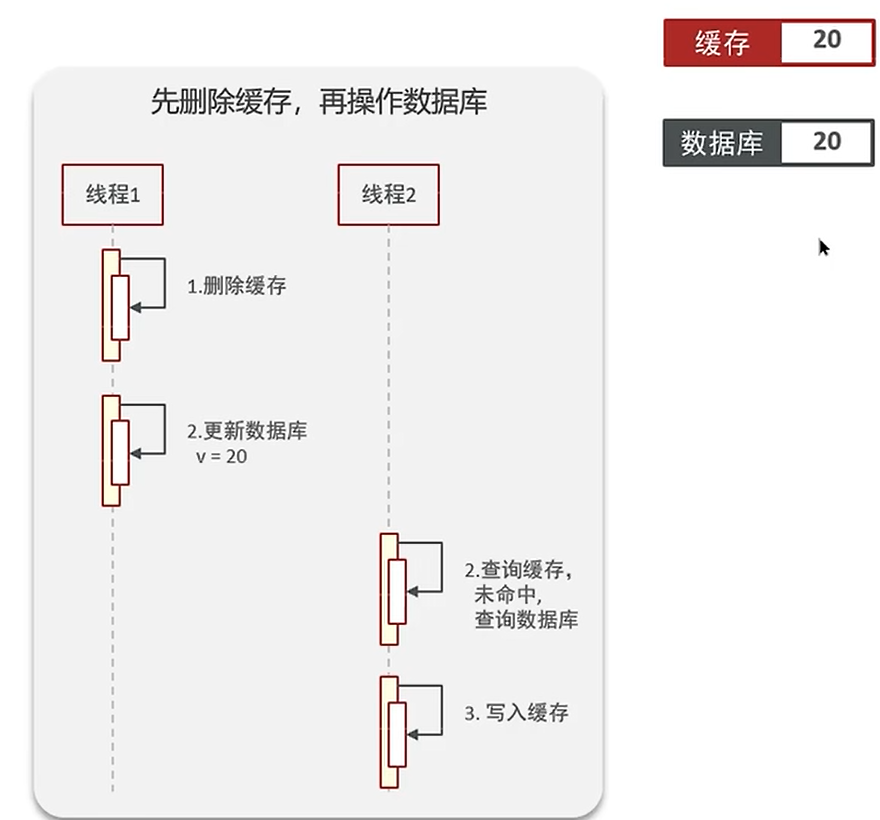 缓存 20
先删除缓存，再操作数据库
数据库 20
线程1
线程2
1.删除缓存
2.更新数据库
v = 20
2.查询缓存，
未命中，
查询数据库
3. 写入缓存